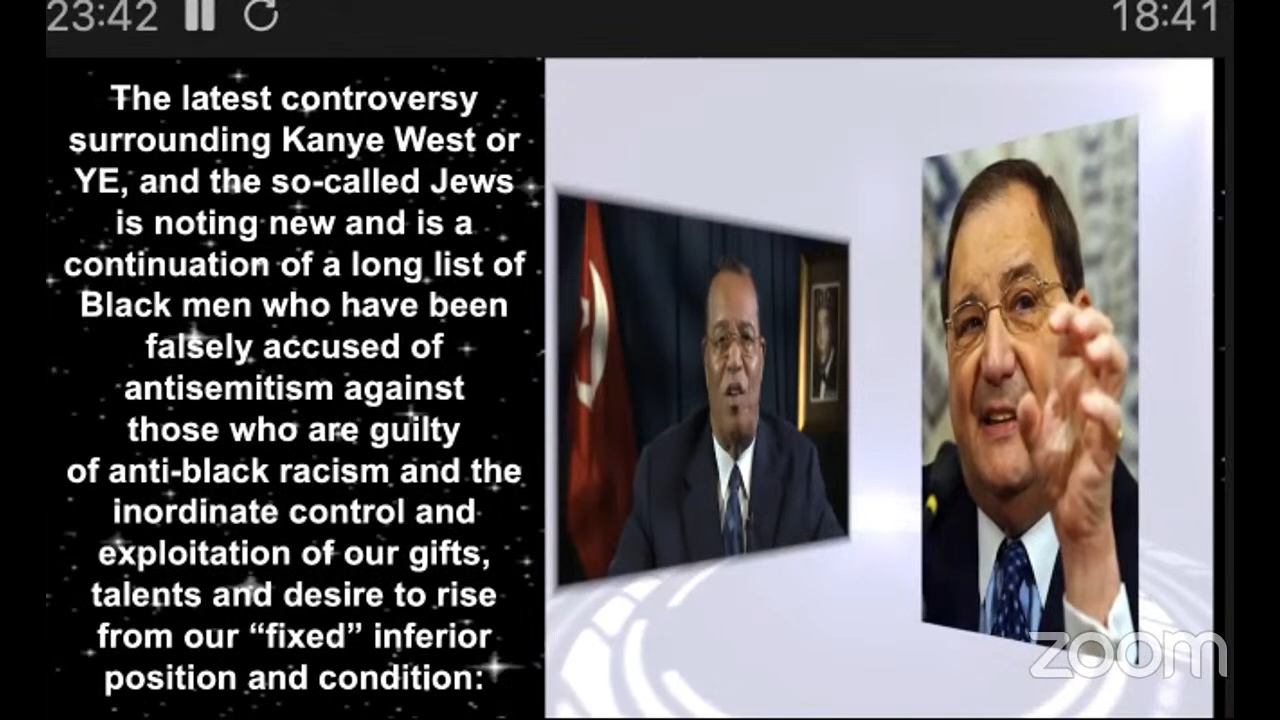 23:42
18:41
The latest controversy
surrounding Kanye West or
YE, and the so-called Jews
is noting new and is a
continuation of a long list of
Black men who have been
falsely accused of
antisemitism against
those who are guilty
of anti-black racism and the
inordinate control and
exploitation of our gifts,
talents and desire to rise
from our “fixed” inferior
position and condition:
zoom